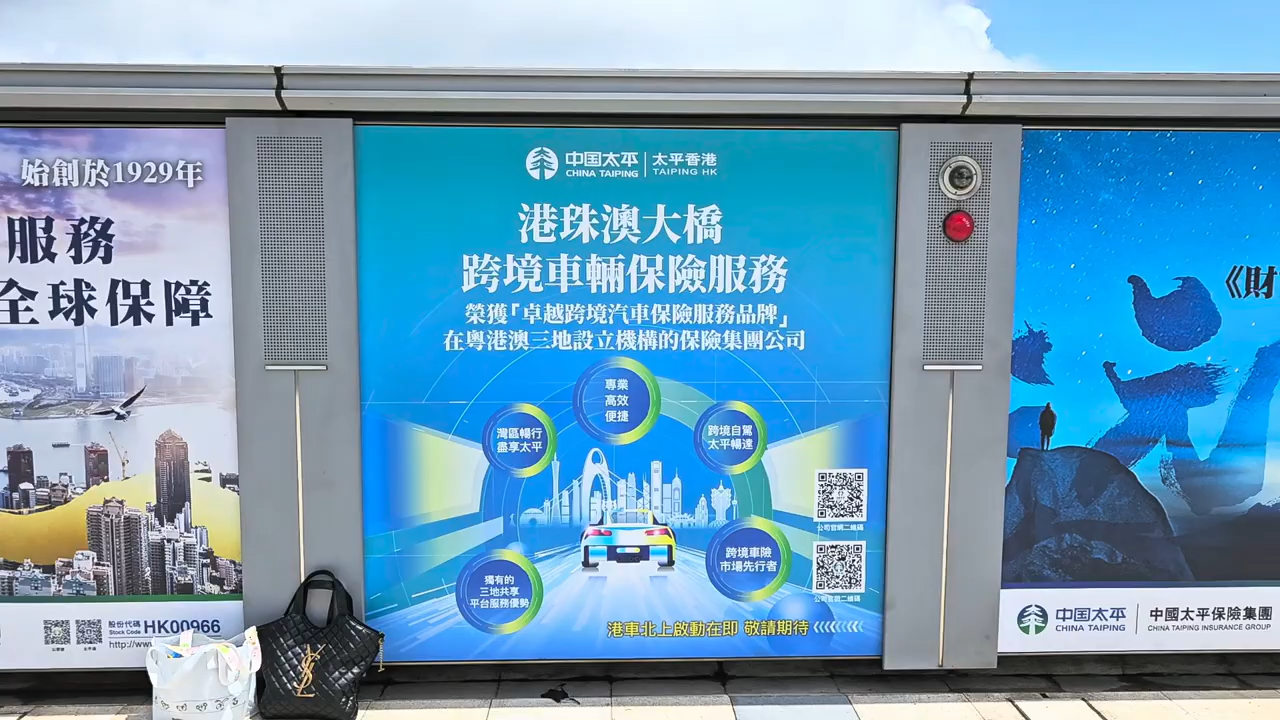 始創於1929年
服務
全球保障
股份代碼
Stock Code
HK00966
http://www
中国太平
CHINA TAIPING
太平香港
TAIPING HK
港珠澳大橋
跨境車輛保險服務
榮獲「卓越跨境汽車保險服務品牌」
在粵港澳三地設立機構的保險集團公司
專業
高效
便捷
灣區暢行
盡享太平
跨境自駕
太平暢達
獨有的
三地共享
平台服務優勢
跨境車險
市場先行者
公司官網二維碼
港車北上啟動在即 敬請期待
YSL
《財
中国太平
CHINA TAIPING
中國太平保險集團
CHINA TAIPING INSURANCE GROUP